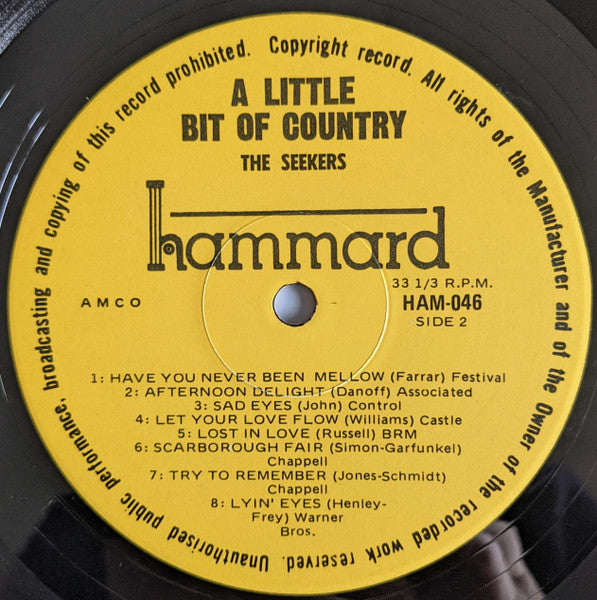 Unauthorised public performance, broadcasting and copying of this record prohibited. Copyright record. All rights of the Manufacturer and of the Owner of the recorded work reserved.
A LITTLE
BIT OF COUNTRY
THE SEEKERS
hammard
33 1/3 R.P.M.
AMCO
HAM-046
SIDE 2
1: HAVE YOU NEVER BEEN MELLOW (Farrar) Festival
2: AFTERNOON DELIGHT (Danoff) Associated
3: SAD EYES (John) Control
4: LET YOUR LOVE FLOW (Williams) Castle
5: LOST IN LOVE (Russell) BRM
6: SCARBOROUGH FAIR (Simon-Garfunkel)
Chappell
7: TRY TO REMEMBER (Jones-Schmidt)
Chappell
8: LYIN' EYES (Henley-
Frey) Warner
Bros.